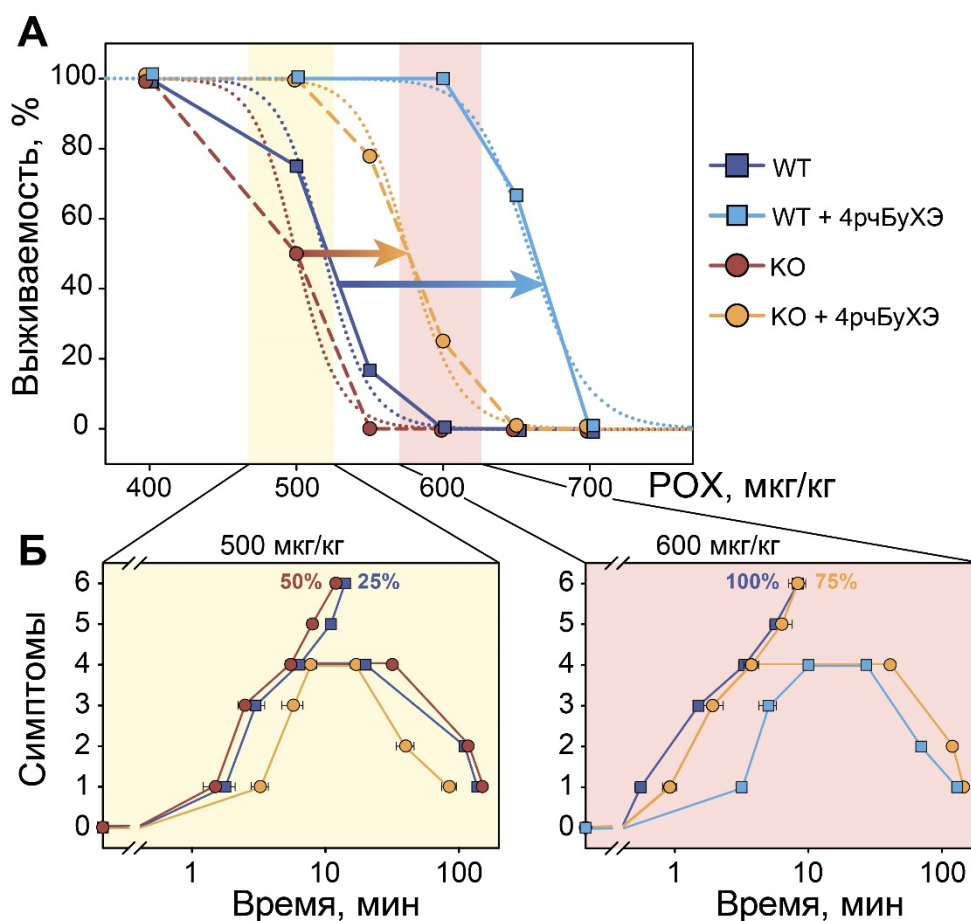 А
Выживаемость, %
100
80
60
40
20
0
400
500
600
700
POX, мкг/кг
WT
WT + 4рчБуХЭ
KO
KO + 4рчБуХЭ
Б
500 мкг/кг
600 мкг/кг
Симптомы
6
5
4
3
2
1
0
50%
25%
1
10
100
Время, мин
6
5
4
3
2
1
0
100%
75%
1
10
100
Время, мин